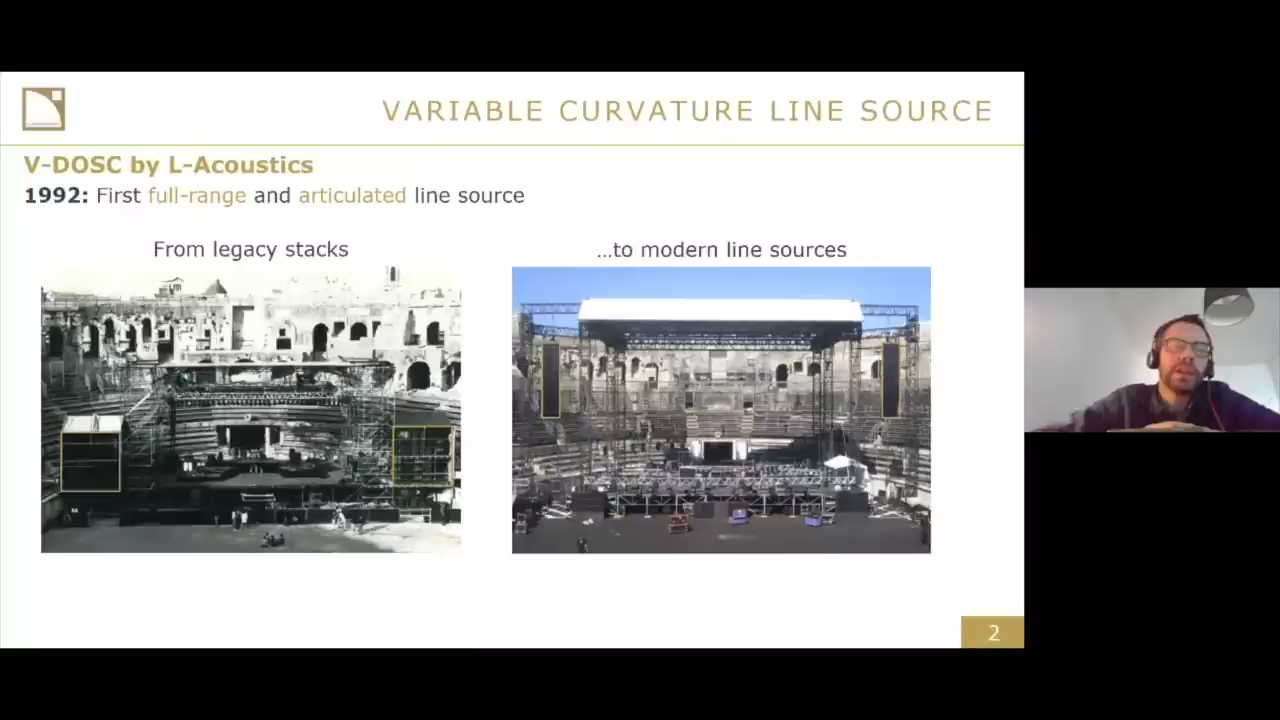 VARIABLE CURVATURE LINE SOURCE
V-DOSC by L-Acoustics
1992: First full-range and articulated line source
From legacy stacks
...to modern line sources
2